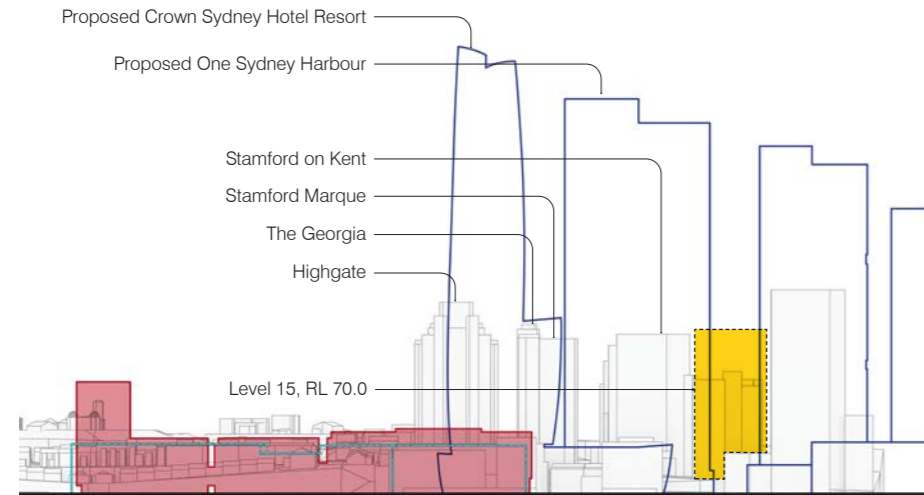 Proposed Crown Sydney Hotel Resort
Proposed One Sydney Harbour
Stamford on Kent
Stamford Marque
The Georgia
Highgate
Level 15, RL 70.0